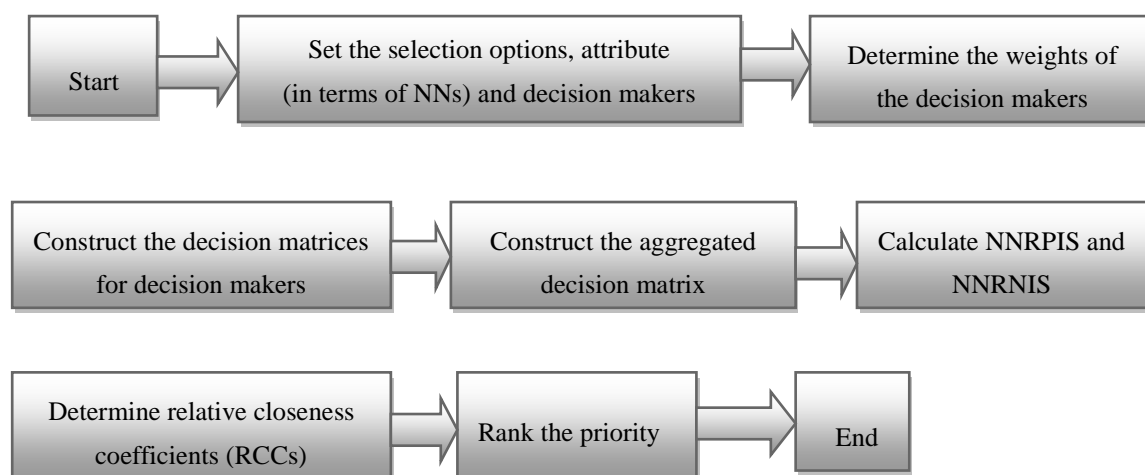 Start
Set the selection options, attribute
(in terms of NNs) and decision makers
Determine the weights of
the decision makers
Construct the decision matrices
for decision makers
Construct the aggregated
decision matrix
Calculate NNRPIS and
NNRNIS
Determine relative closeness
coefficients (RCCs)
Rank the priority
End